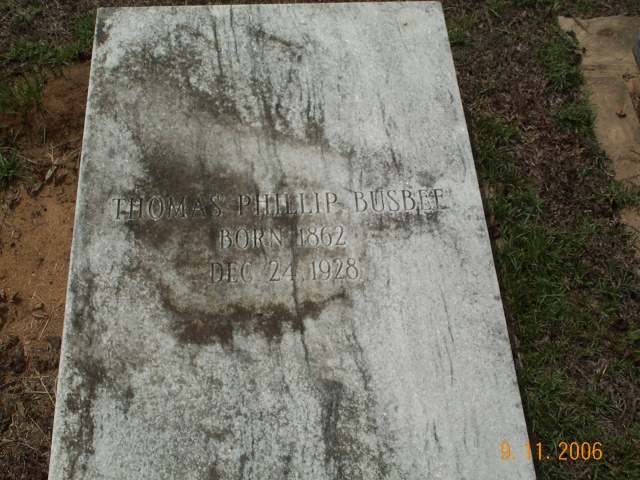 THOMAS PHILLIP BUSBEE
BORN 1862
DEC 24 1928
9.11.2006